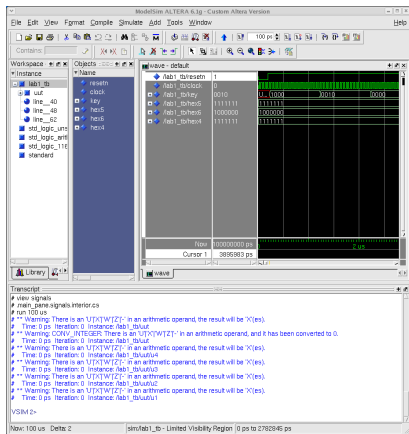 ModelSim ALTERA 6.1g - Custom Altera Version
File Edit View Format Compile Simulate Add Tools Window Help
100 ps
Contains:
Workspace
Objects
wave - default
Instance
Name
lab1_tb
uut
line__40
line__48
line__62
std_logic_uns
std_logic_arit
std_logic_116
standard
resetn
clock
key
hex5
hex6
hex4
/lab1_tb/resetn 1
/lab1_tb/clock 0
/lab1_tb/key 0010 U.. 1000 0010 0000
/lab1_tb/hex5 1111111 1111111
/lab1_tb/hex6 1000000 1000000
/lab1_tb/hex4 1111111 1111111
Now 100000000 ps 2 us
Cursor 1 3895983 ps
Library
wave
Transcript
# view signals
# .main_pane.signals.interior.cs
# run 100 us
# ** Warning: There is an 'U'|'X'|'W'|'Z'|'-' in an arithmetic operand, the result will be 'X'(es).
# Time: 0 ps Iteration: 0 Instance: /lab1_tb/uut
# ** Warning: CONV_INTEGER: There is an 'U'|'X'|'W'|'Z'|'-' in an arithmetic operand, and it has been converted to 0.
# Time: 0 ps Iteration: 0 Instance: /lab1_tb/uut
# ** Warning: There is an 'U'|'X'|'W'|'Z'|'-' in an arithmetic operand, the result will be 'X'(es).
# Time: 0 ps Iteration: 0 Instance: /lab1_tb/uut/u4
# ** Warning: There is an 'U'|'X'|'W'|'Z'|'-' in an arithmetic operand, the result will be 'X'(es).
# Time: 0 ps Iteration: 0 Instance: /lab1_tb/uut/u3
# ** Warning: There is an 'U'|'X'|'W'|'Z'|'-' in an arithmetic operand, the result will be 'X'(es).
# Time: 0 ps Iteration: 0 Instance: /lab1_tb/uut/u2
# ** Warning: There is an 'U'|'X'|'W'|'Z'|'-' in an arithmetic operand, the result will be 'X'(es).
# Time: 0 ps Iteration: 0 Instance: /lab1_tb/uut/u1
VSIM 2>
Now: 100 us Delta: 2 sim:/lab1_tb - Limited Visibility Region 0 ps to 2782845 ps